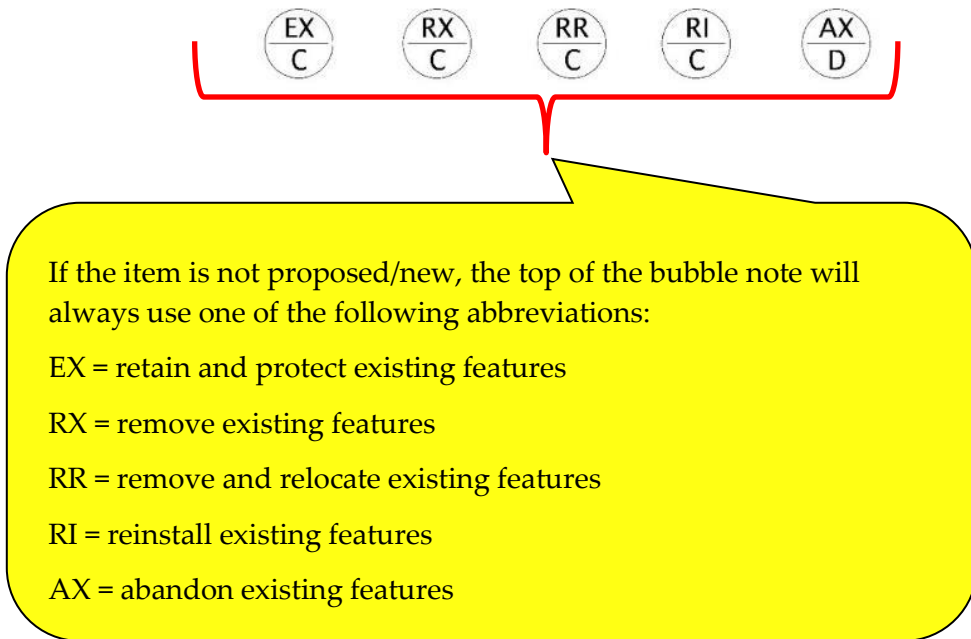 EX RX RR RI AX
C C C C D
If the item is not proposed/new, the top of the bubble note will
always use one of the following abbreviations:
EX = retain and protect existing features
RX = remove existing features
RR = remove and relocate existing features
RI = reinstall existing features
AX = abandon existing features